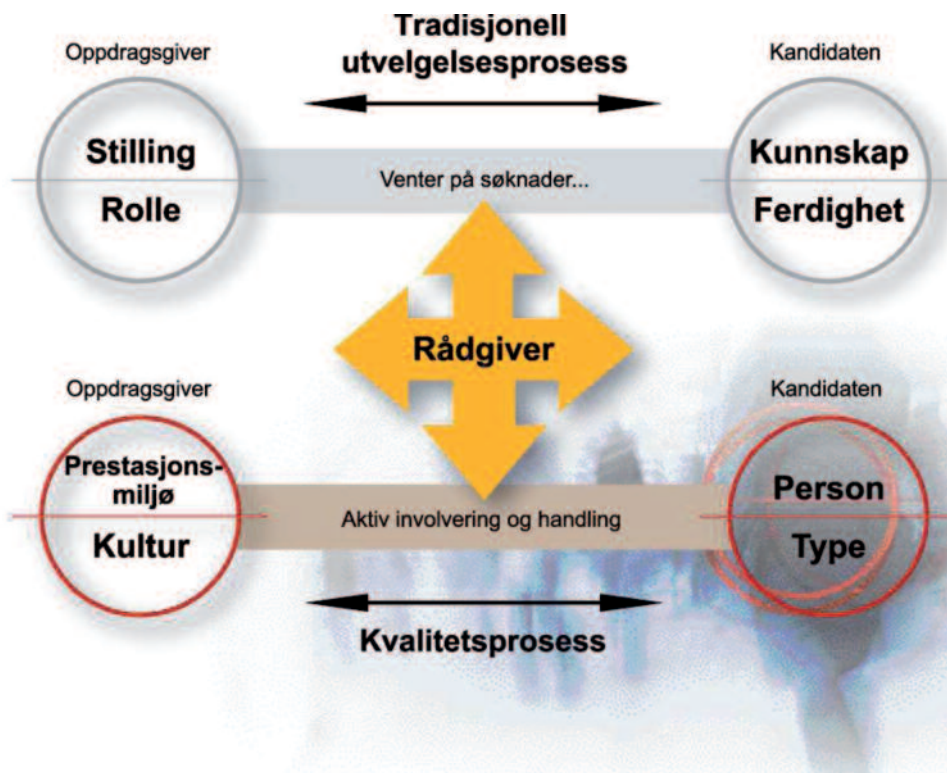 Tradisjonell
utvelgelsesprosess
Oppdragsgiver
Kandidaten
Stilling
Rolle
Venter på søknader...
Kunnskap
Ferdighet
Rådgiver
Oppdragsgiver
Kandidaten
Prestasjons-
miljø
Kultur
Aktiv involvering og handling
Person
Type
Kvalitetsprosess